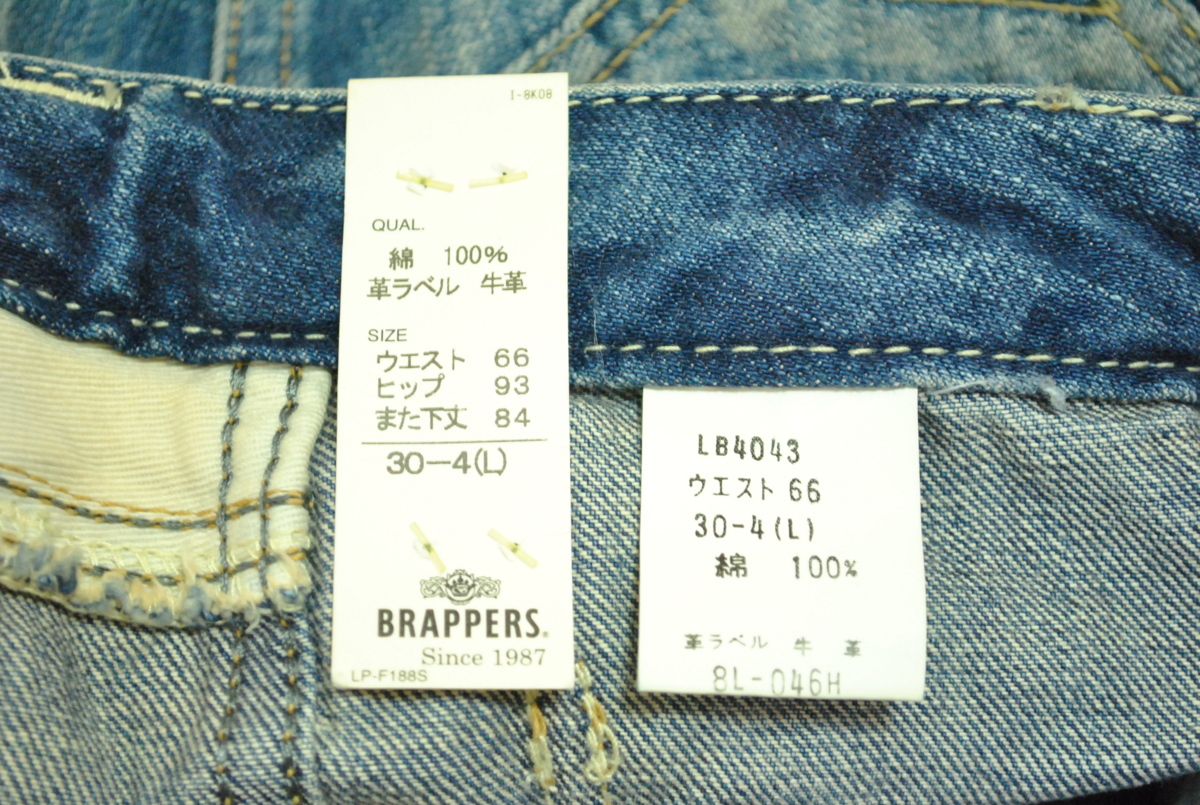 I-8K08
QUAL.
綿 100%
革ラベル 牛革
SIZE
ウエスト 66
ヒップ 93
また下丈 84
30-4(L)
BRAPPERS®
Since 1987
LP-F188S
LB4043
ウエスト 66
30-4(L)
綿 100%
革ラベル 牛 革
8L-046H